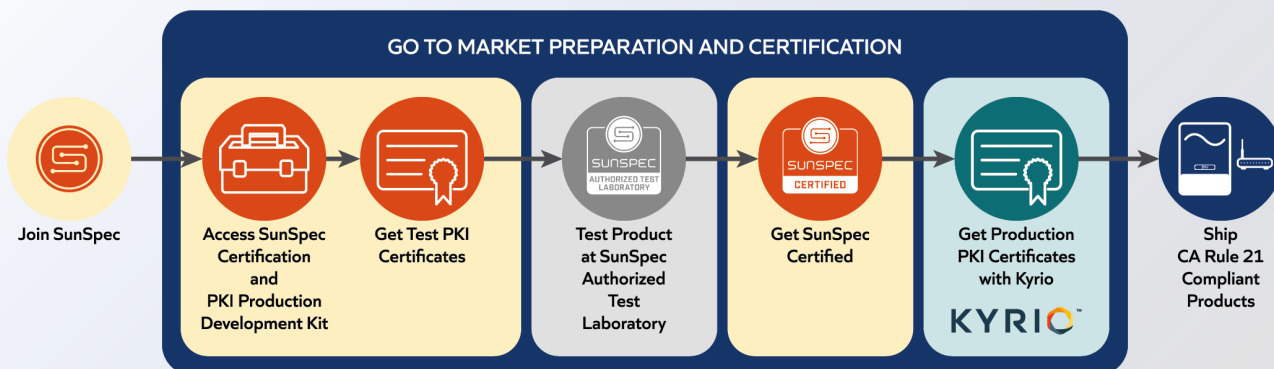 GO TO MARKET PREPARATION AND CERTIFICATION
SUNSPEC
AUTHORIZED TEST
LABORATORY
SUNSPEC
CERTIFIED
Join SunSpec
Access SunSpec
Certification
and
PKI Production
Development Kit
Get Test PKI
Certificates
Test Product
at SunSpec
Authorized
Test
Laboratory
Get SunSpec
Certified
Get Production
PKI Certificates
with Kyrio
KYRIO™
Ship
CA Rule 21
Compliant
Products